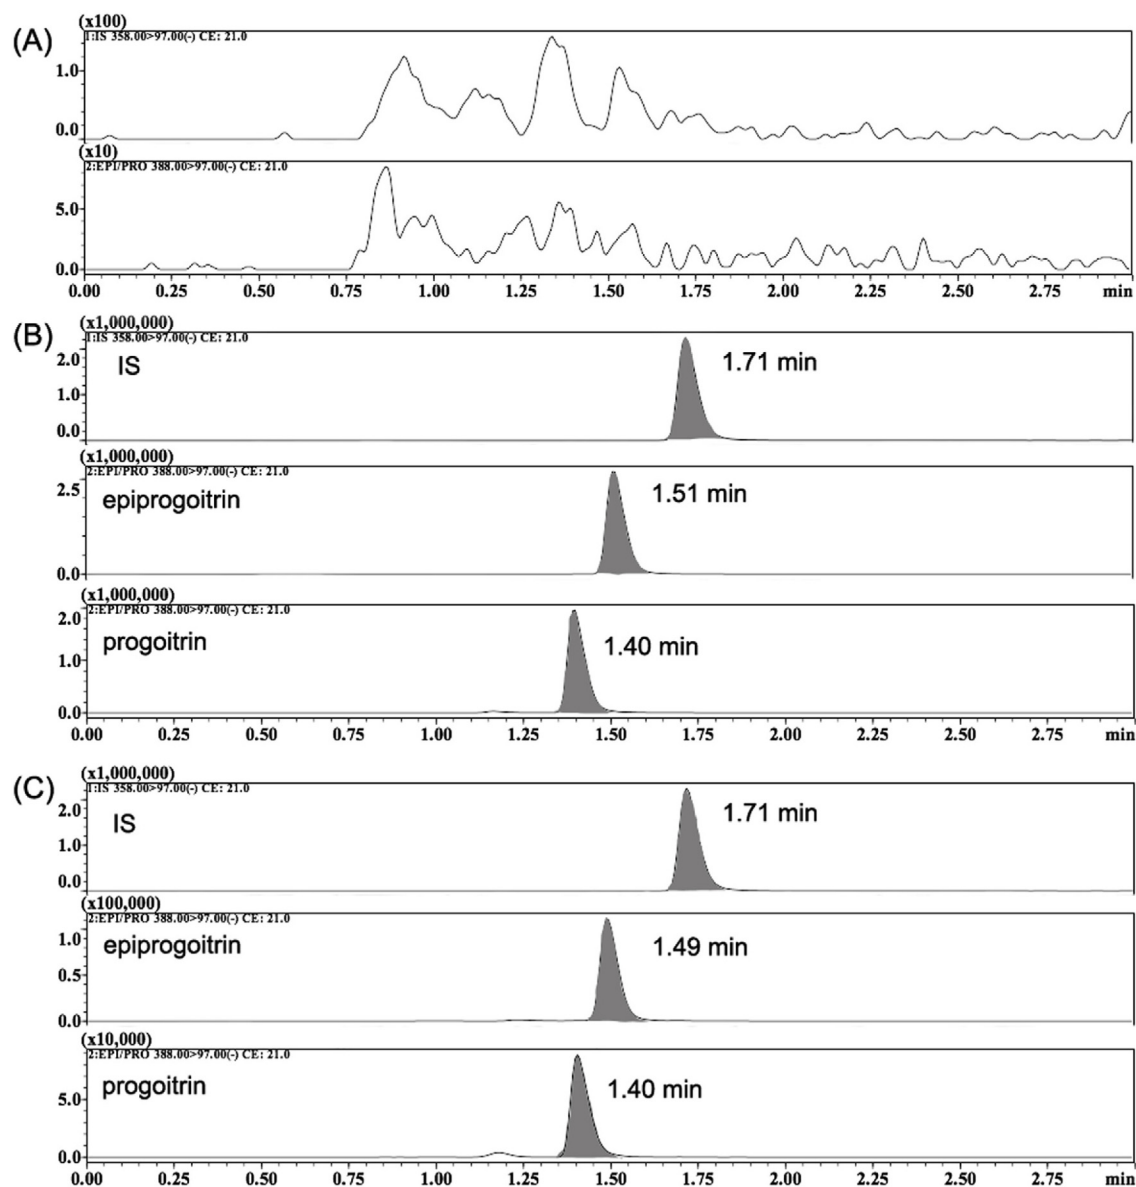 (A)
(x100)
1:IS 358.00>97.00(-) CE: 21.0
1.0
0.0
(x10)
2:EPI/PRO 388.00>97.00(-) CE: 21.0
5.0
0.0
0.00 0.25 0.50 0.75 1.00 1.25 1.50 1.75 2.00 2.25 2.50 2.75 min
(B)
(x1,000,000)
1:IS 358.00>97.00(-) CE: 21.0
2.0
IS
1.71 min
1.0
0.0
(x1,000,000)
2:EPI/PRO 388.00>97.00(-) CE: 21.0
2.5
epiprogoitrin
1.51 min
0.0
(x1,000,000)
2:EPI/PRO 388.00>97.00(-) CE: 21.0
2.0
progoitrin
1.40 min
1.0
0.0
0.00 0.25 0.50 0.75 1.00 1.25 1.50 1.75 2.00 2.25 2.50 2.75 min
(C)
(x1,000,000)
1:IS 358.00>97.00(-) CE: 21.0
2.0
IS
1.71 min
1.0
0.0
(x100,000)
2:EPI/PRO 388.00>97.00(-) CE: 21.0
1.0
epiprogoitrin
1.49 min
0.5
0.0
(x10,000)
2:EPI/PRO 388.00>97.00(-) CE: 21.0
progoitrin
1.40 min
5.0
0.0
0.00 0.25 0.50 0.75 1.00 1.25 1.50 1.75 2.00 2.25 2.50 2.75 min